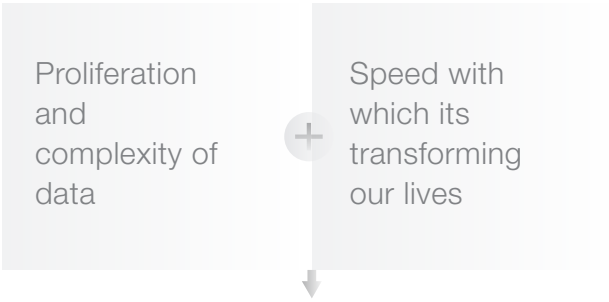 Proliferation
and
complexity of
data
+
Speed with
which its
transforming
our lives